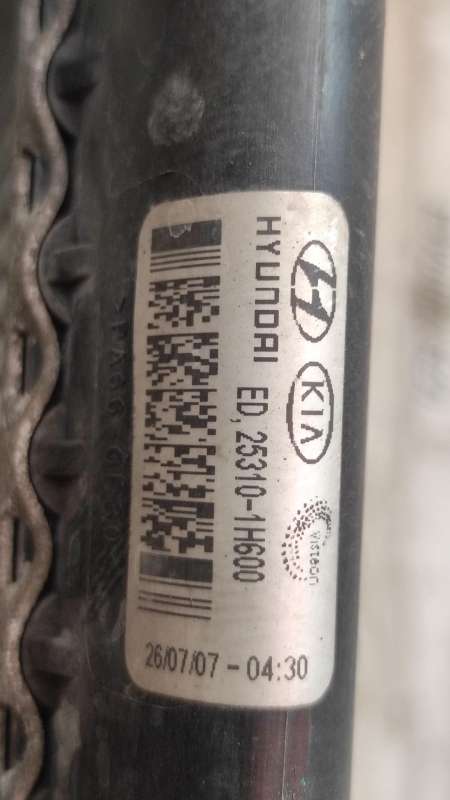 HYUNDAI KIA
ED, 25310-1H600
Visteon
26/07/07 - 04:30